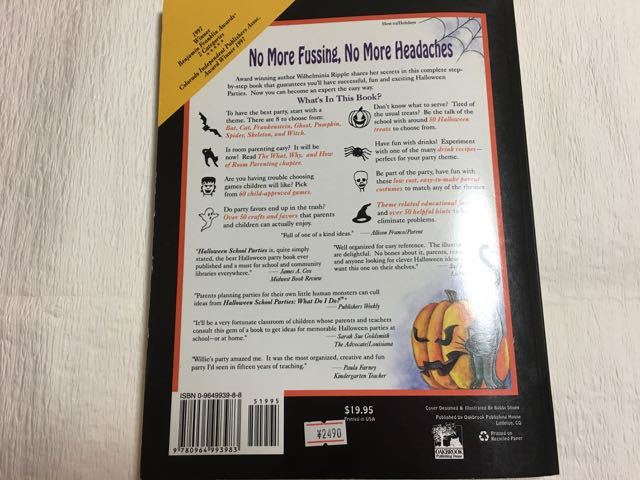 1997
Winner
Benjamin Franklin Awards
2 Categories
Colorado Independent Publishers Assoc.
Award Winner 1997
How-to/Holidays
No More Fussing, No More Headaches
Award winning author Wilhelminia Ripple shares her secrets in this complete step-
by-step book that guarantees you'll have successful, fun and exciting Halloween
Parties. Now you can become an expert the easy way.
What's In This Book?
To have the best party, start with a
theme. There are 8 to choose from:
Bat, Cat, Frankenstein, Ghost, Pumpkin,
Spider, Skeleton, and Witch.
Is room parenting easy? It will be
now! Read The What, Why, and How
of Room Parenting chapter.
Are you having trouble choosing
games children will like? Pick
from 60 child-approved games.
Do party favors end up in the trash?
Over 50 crafts and favors that parents
and children can actually enjoy.
Don't know what to serve? Tired of
the usual treats? Be the talk of the
school with around 50 Halloween
treats to choose from.
Have fun with drinks! Experiment
with one of the many drink recipes—
perfect for your party theme.
Be part of the party, have fun with
these low cost, easy-to-make parent
costumes to match any of the themes.
Theme related educational
and over 50 helpful hints to
eliminate problems.
"Full of one of a kind ideas." — Allison Franco/Parent
"Halloween School Parties is, quite simply
stated, the best Halloween party book ever
published and a must for school and community
libraries everywhere." — James A. Cox
Midwest Book Review
"Well organized for easy reference. The
are delightful. No bones about it, parents,
and anyone looking for clever Halloween
want this one on their shelves."
"Parents planning parties for their own little human monsters can cull
ideas from Halloween School Parties: What Do I Do?"
— Publishers Weekly
"It'll be a very fortunate classroom of children whose parents and teachers
consult this gem of a book to get ideas for memorable Halloween parties at
school—or at home." — Sarah Sue Goldsmith
The Advocate/Louisiana
"Willie's party amazed me. It was the most organized, creative and fun
party I'd seen in fifteen years of teaching."
— Paula Farney
Kindergarten Teacher
ISBN 0-9649939-8-8
51995
9 780964 993983
$19.95
Printed in USA
¥2490
OAKBROOK
Publishing House
Cover Designed & Illustrated By Bobbi Shupe
Published by Oakbrook Publishing House
Littleton, CO
Printed on
Recycled Paper